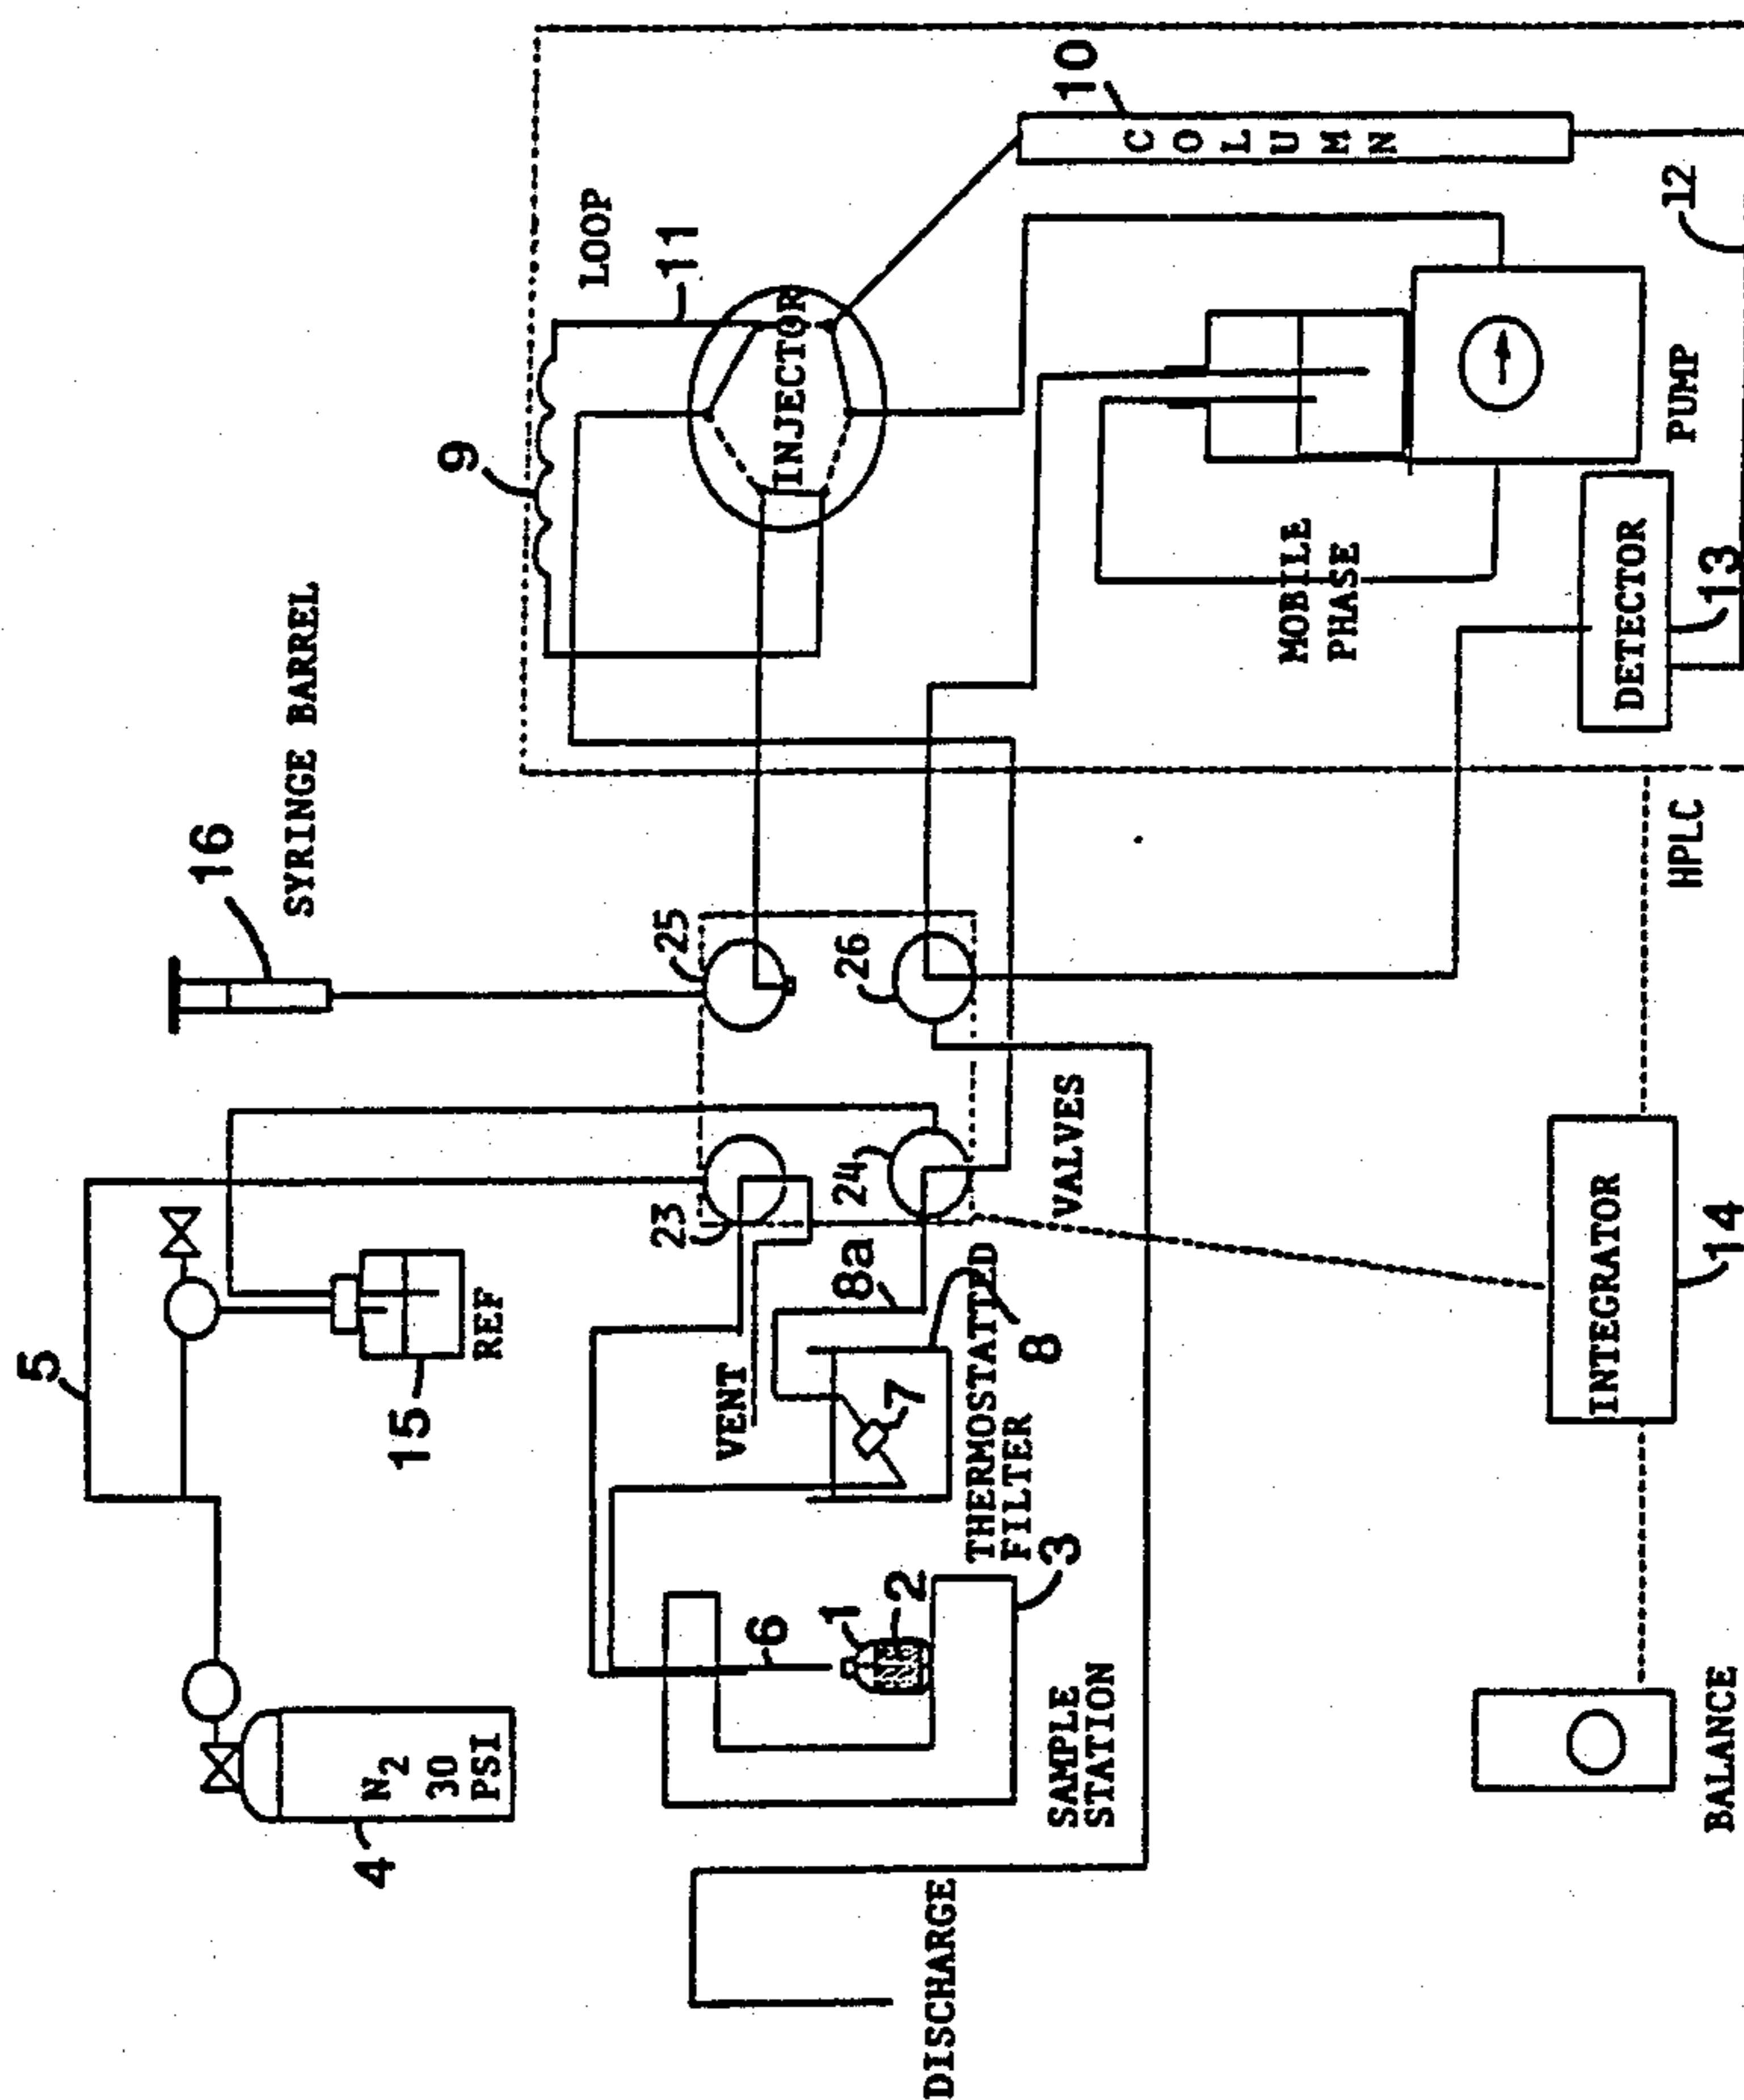 5
16
SYRINGE BARREL
4
N2
30
PSI
15
REF
9
LOOP
11
INJECTOR
10
C
O
L
U
M
N
23
25
24
26
VENT
6
1
2
3
7
8a
8
THERMOSTATTED
FILTER
SAMPLE
STATION
VALVES
DISCHARGE
MOBILE
PHASE
PUMP
DETECTOR
13
12
HPLC
INTEGRATOR
14
BALANCE